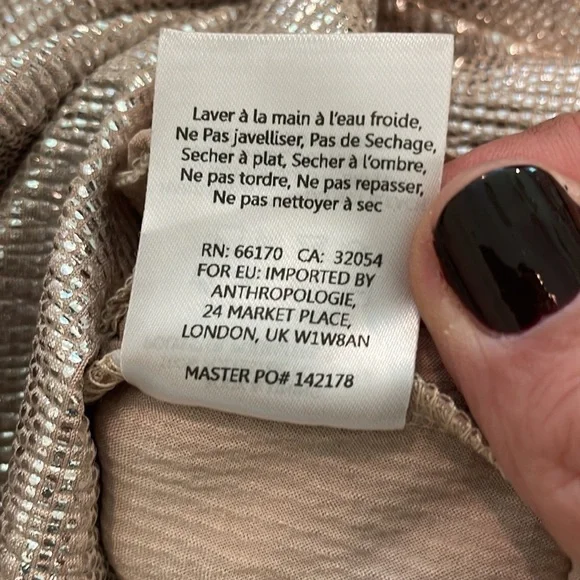 Laver à la main à l'eau froide,
Ne Pas javelliser, Pas de Sechage,
Secher à plat, Secher à l'ombre,
Ne pas tordre, Ne pas repasser,
Ne pas nettoyer à sec
RN: 66170 CA: 32054
FOR EU: IMPORTED BY
ANTHROPOLOGIE,
24 MARKET PLACE,
LONDON, UK W1W8AN
MASTER PO# 142178